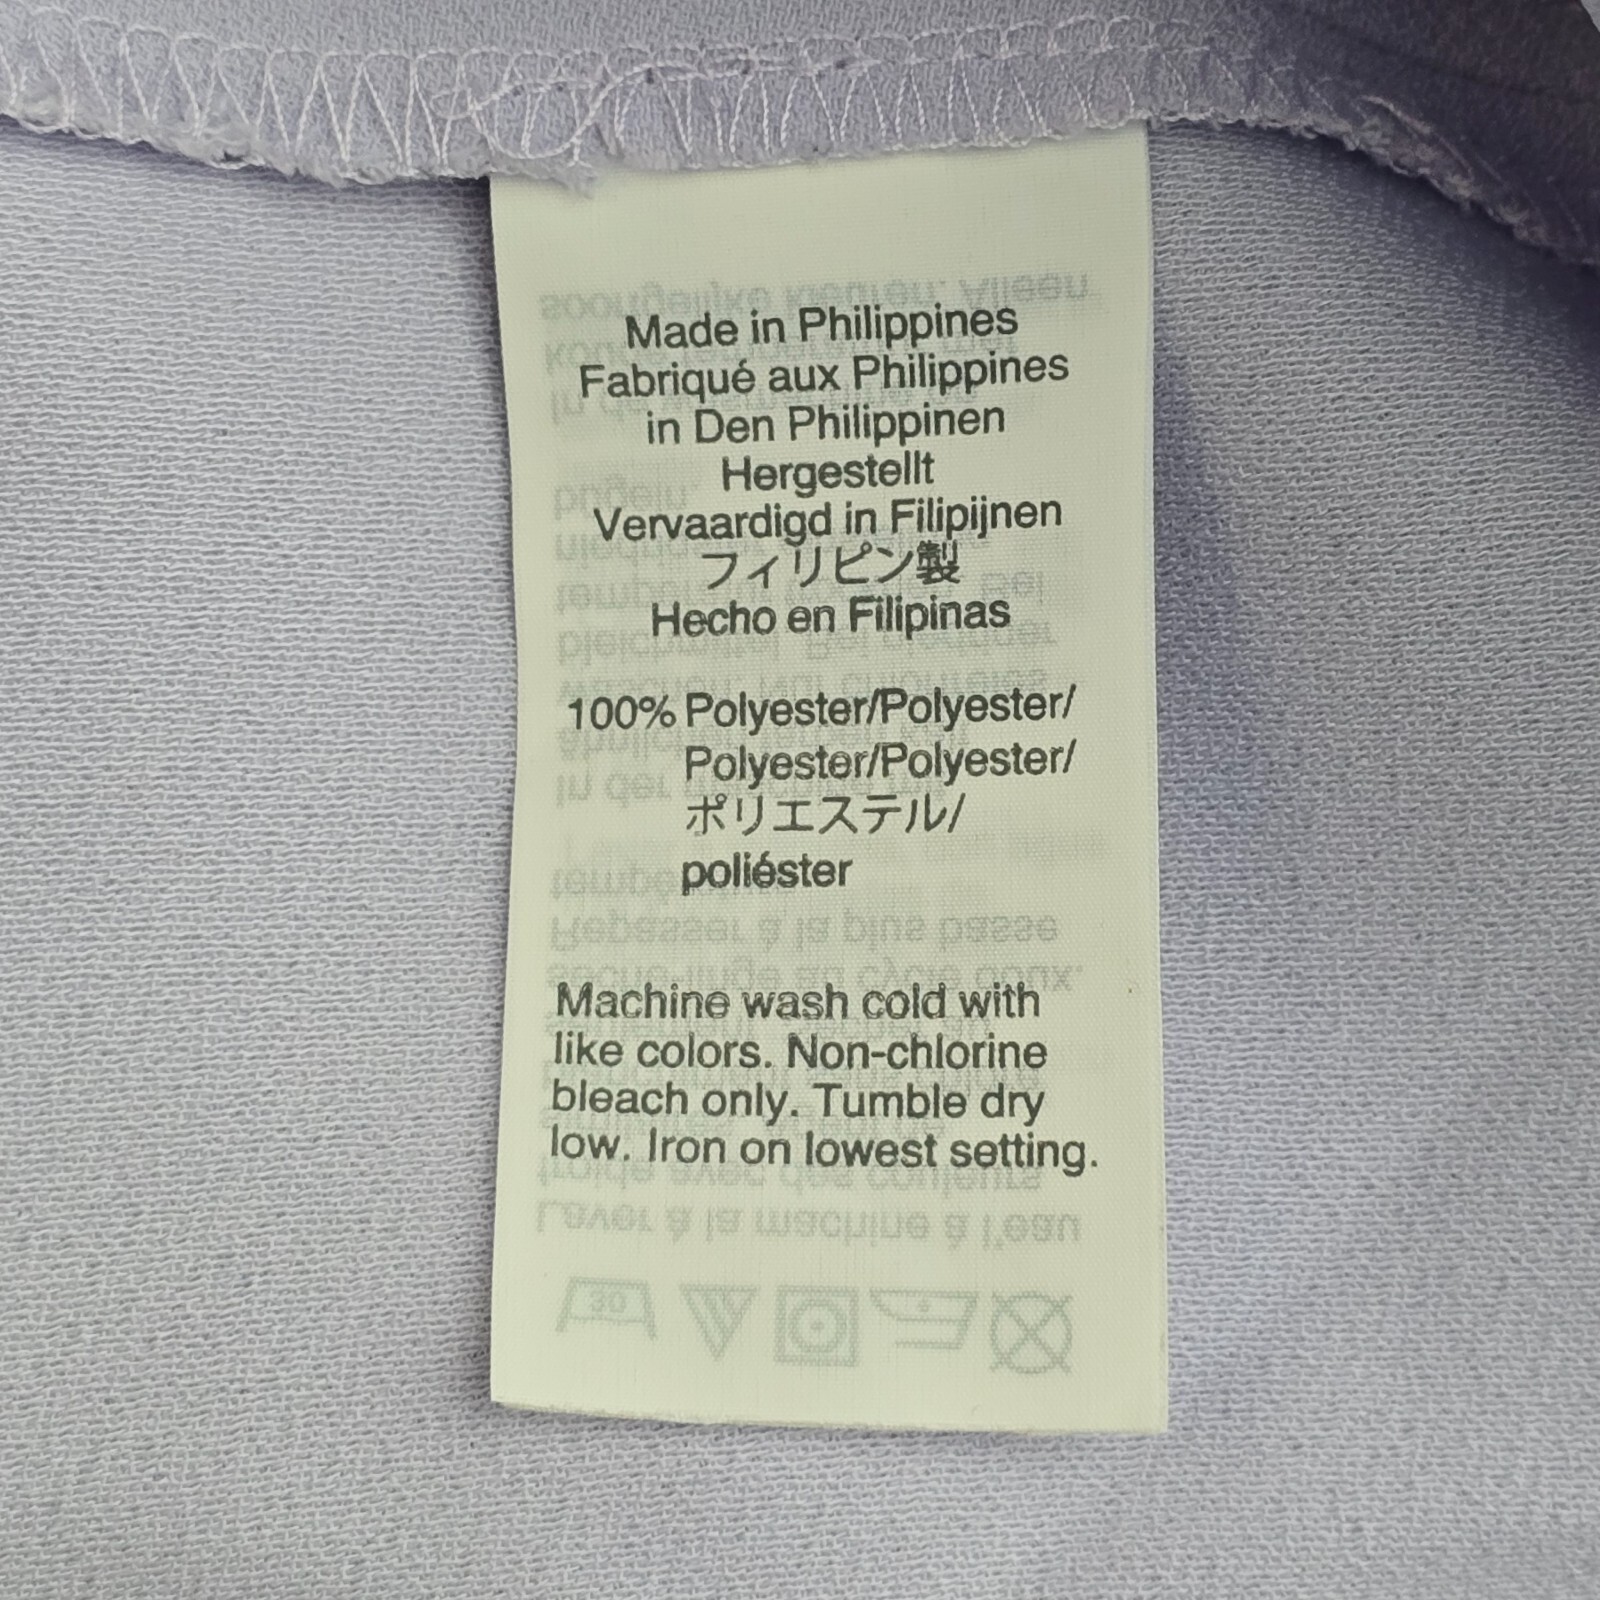 Made in Philippines
Fabriqué aux Philippines
in Den Philippinen
Hergestellt
Vervaardigd in Filipijnen
フィリピン製
Hecho en Filipinas
100% Polyester/Polyester/
Polyester/Polyester/
ポリエステル/
poliéster
Machine wash cold with
like colors. Non-chlorine
bleach only. Tumble dry
low. Iron on lowest setting.